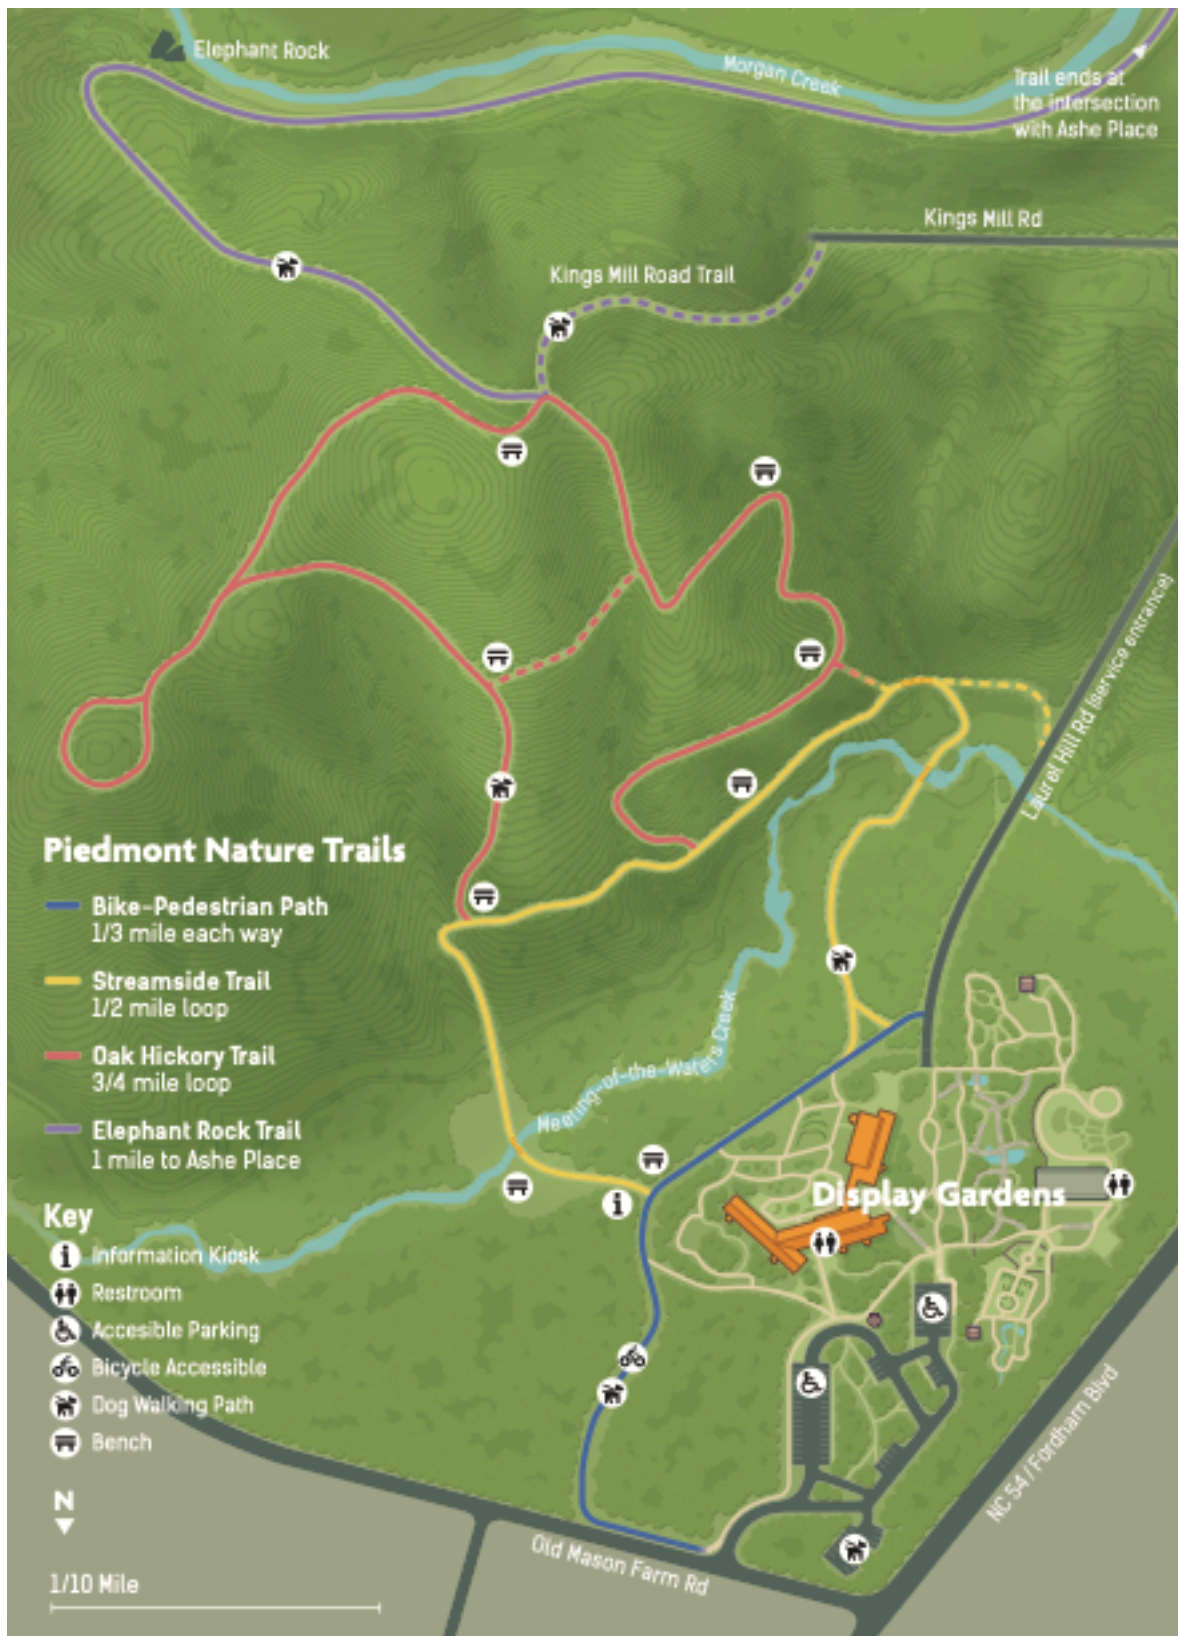 Elephant Rock
Morgan Creek
Trail ends at
the intersection
with Ashe Place
Kings Mill Rd
Kings Mill Road Trail
Laurel Hill Rd (service entrance)
Piedmont Nature Trails
Bike-Pedestrian Path
1/3 mile each way
Streamside Trail
1/2 mile loop
Oak Hickory Trail
3/4 mile loop
Elephant Rock Trail
1 mile to Ashe Place
Meeting-of-the-Waters Creek
Display Gardens
Key
Information Kiosk
Restroom
Accesible Parking
Bicycle Accessible
Dog Walking Path
Bench
N
1/10 Mile
Old Mason Farm Rd
NC 54 / Fordham Blvd